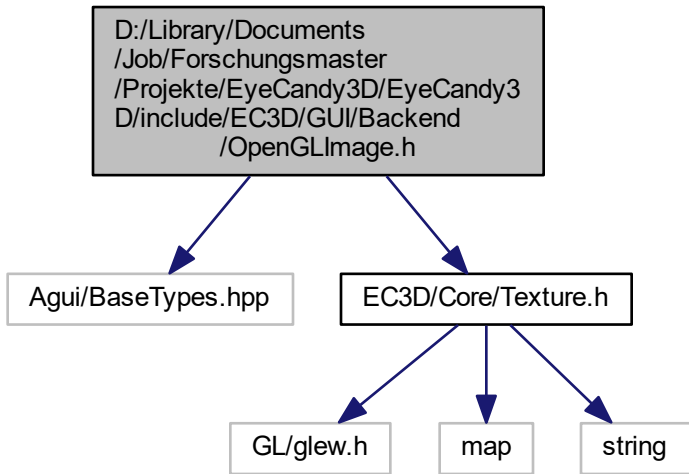 D:/Library/Documents
/Job/Forschungsmaster
/Projekte/EyeCandy3D/EyeCandy3
D/include/EC3D/GUI/Backend
/OpenGLImage.h
Agui/BaseTypes.hpp
EC3D/Core/Texture.h
GL/glew.h
map
string